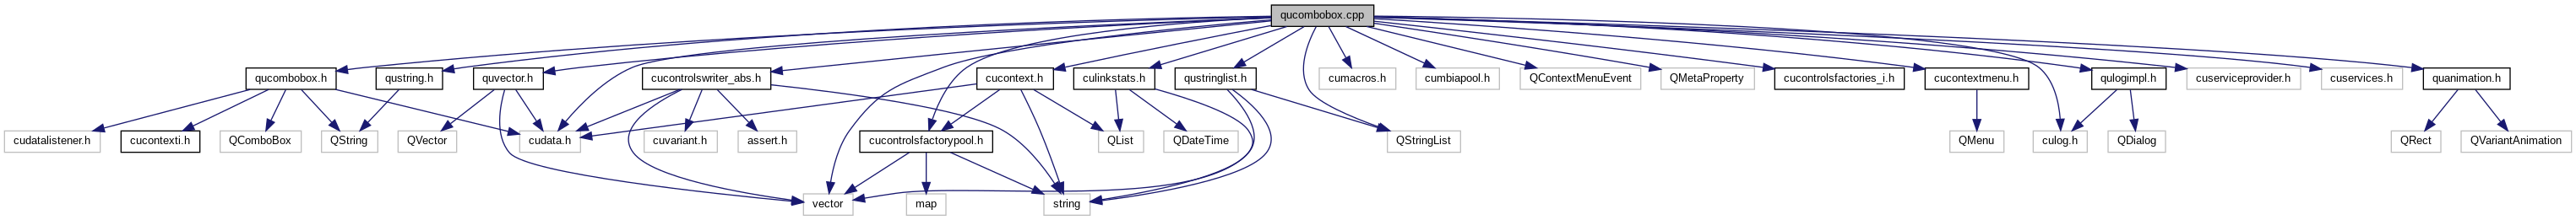 qucombobox.cpp
qucombobox.h
qustring.h
quvector.h
cucontrolswriter_abs.h
cucontext.h
culinkstats.h
qustringlist.h
cumacros.h
cumbiapool.h
QContextMenuEvent
QMetaProperty
cucontrolsfactories_i.h
cucontextmenu.h
qulogimpl.h
cuserviceprovider.h
cuservices.h
quanimation.h
cudatalistener.h
cucontexti.h
QComboBox
QString
QVector
cudata.h
cuvariant.h
assert.h
cucontrolsfactorypool.h
QList
QDateTime
QStringList
QMenu
culog.h
QDialog
QRect
QVariantAnimation
vector
map
string